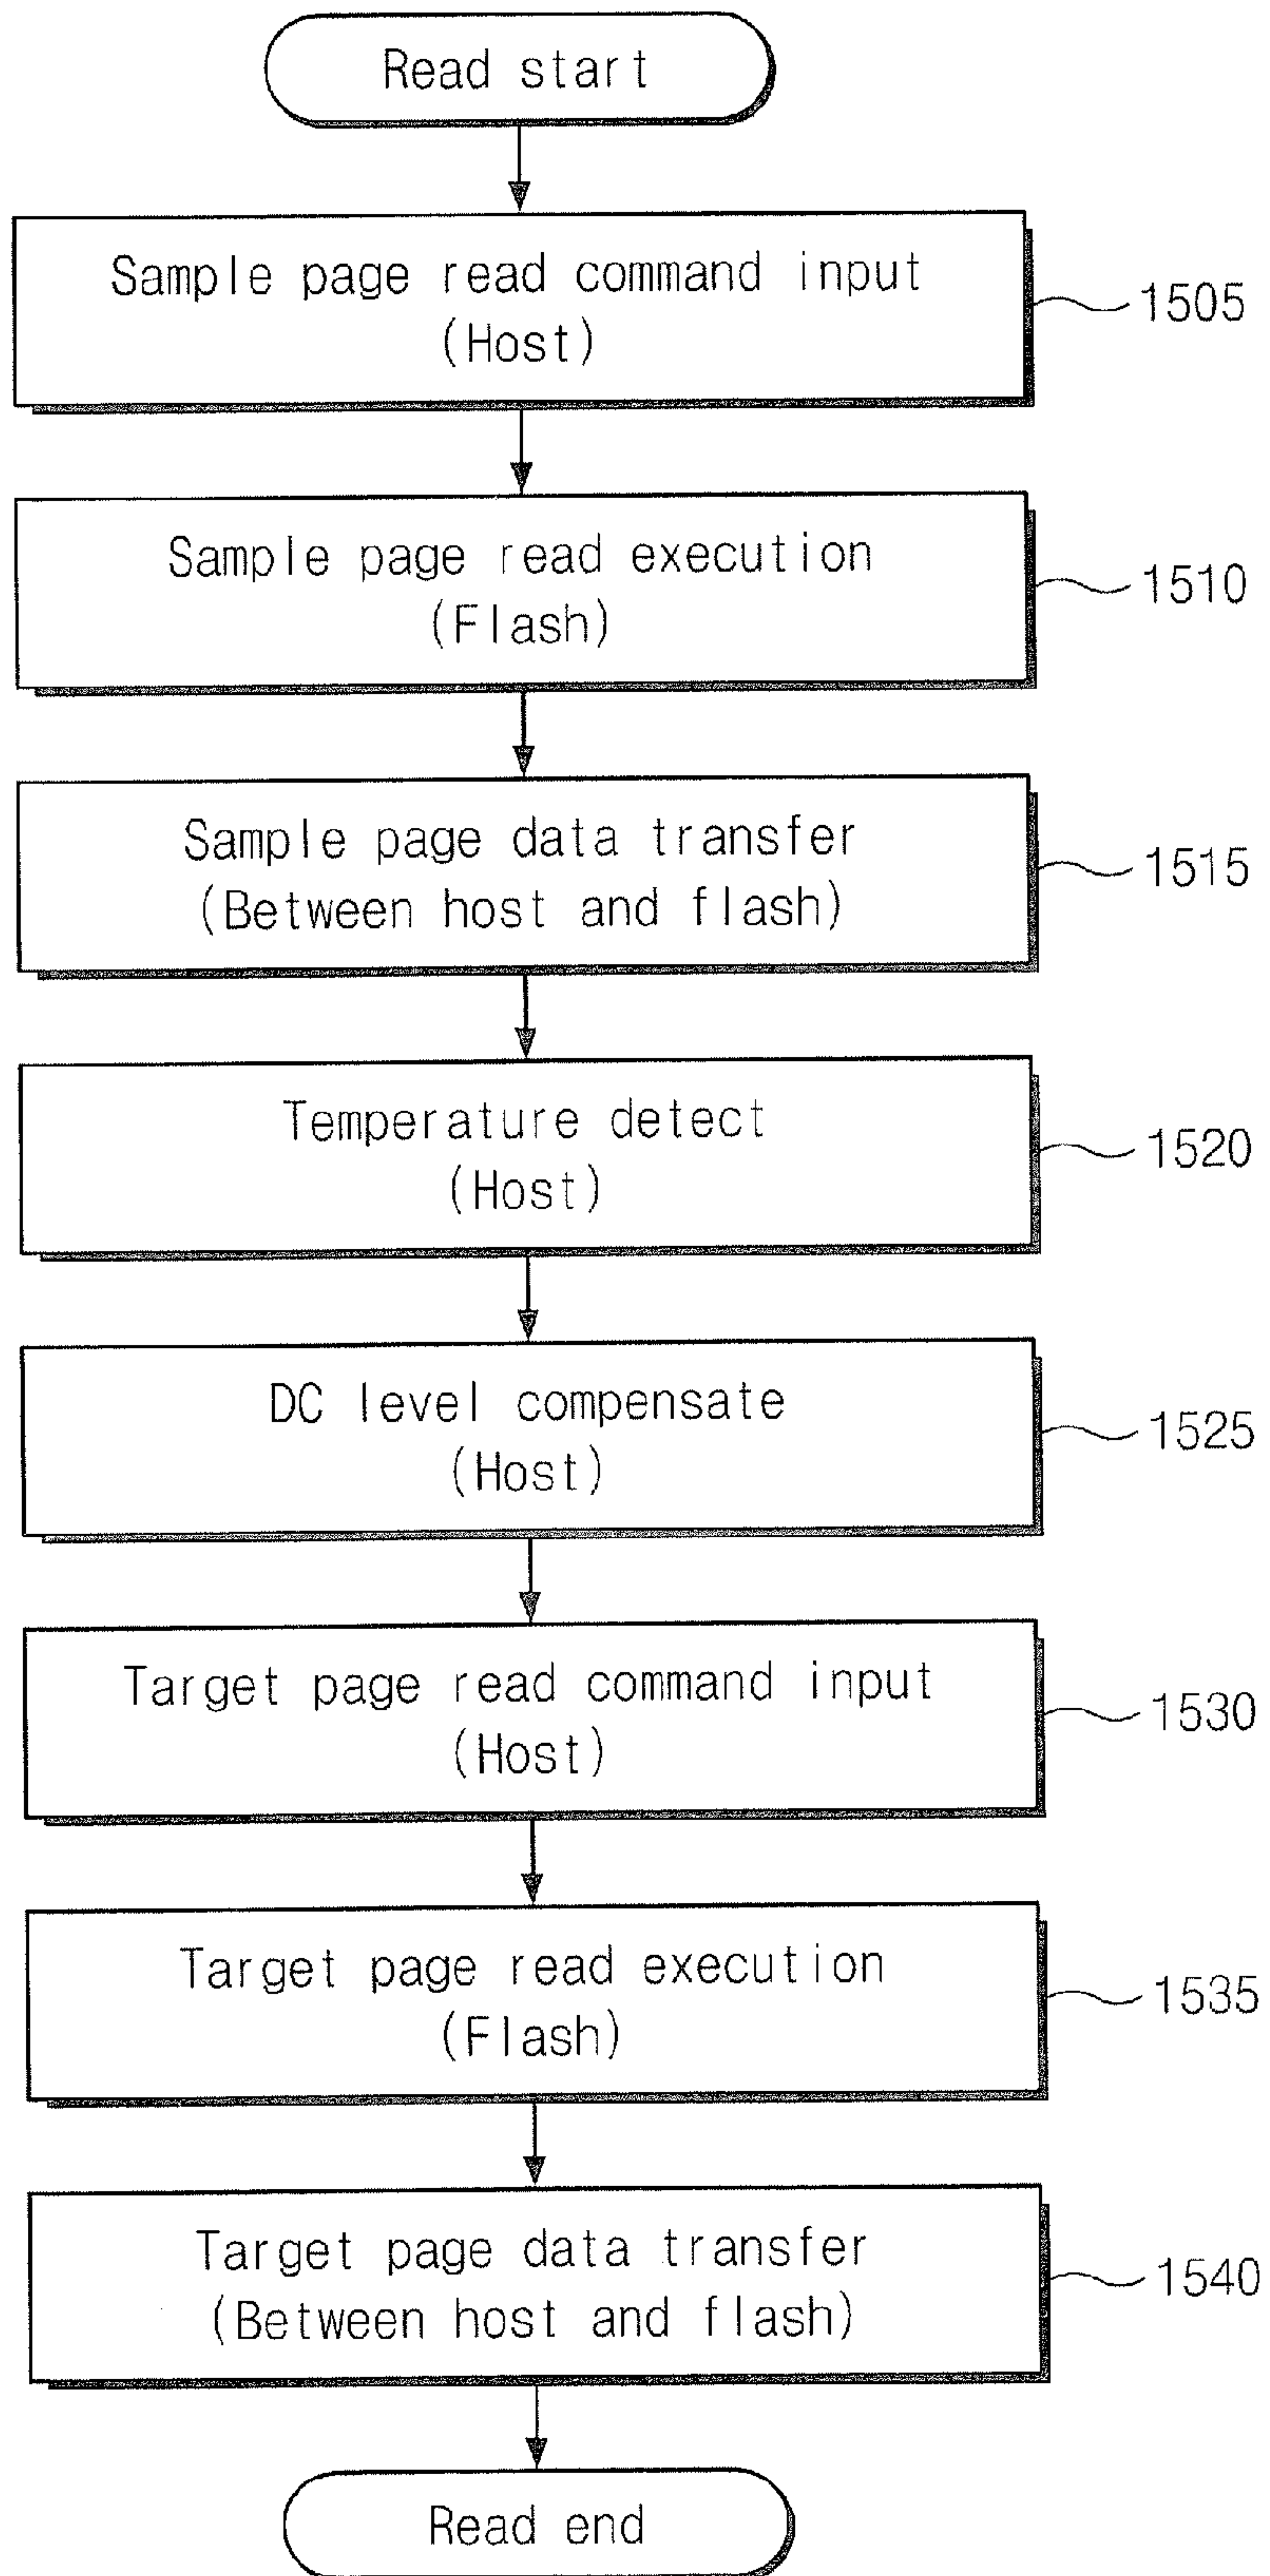 Read start
Sample page read command input
(Host)
1505
Sample page read execution
(Flash)
1510
Sample page data transfer
(Between host and flash)
1515
Temperature detect
(Host)
1520
DC level compensate
(Host)
1525
Target page read command input
(Host)
1530
Target page read execution
(Flash)
1535
Target page data transfer
(Between host and flash)
1540
Read end